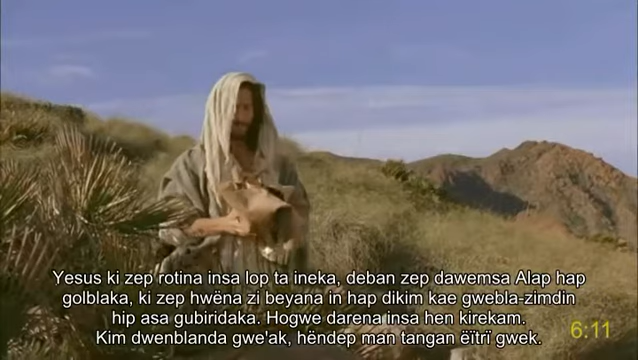 Yesus ki zep rotina insa lop ta ineka, deban zep dawemsa Alap hap
golblaka, ki zep hwëna zi beyana in hap dikim kae gwebla-zimdin
hip asa gubiridaka. Hogwe darena insa hen kirekam.
Kim dwenblanda gwe'ak, hëndep man tangan ëïtrï gwek.
6:11